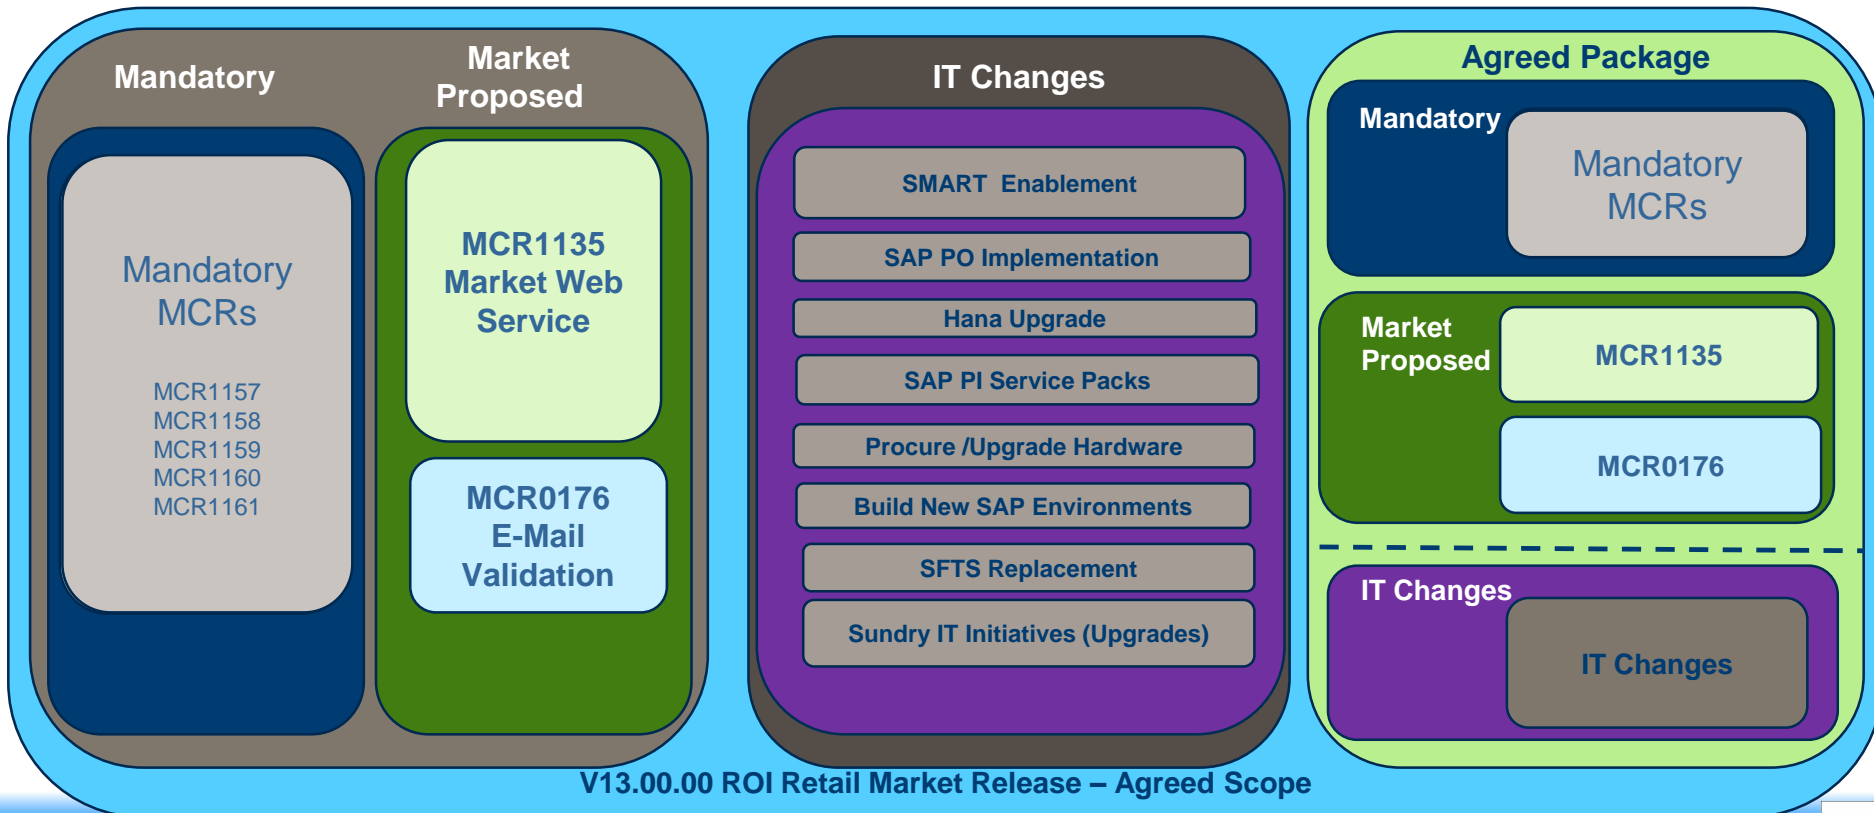 Mandatory
Market
Proposed
Mandatory
MCRs
MCR1157
MCR1158
MCR1159
MCR1160
MCR1161
MCR1135
Market Web
Service
MCR0176
E-Mail
Validation
IT Changes
SMART  Enablement
SAP PO Implementation
Hana Upgrade
SAP PI Service Packs
Procure /Upgrade Hardware
Build New SAP Environments
SFTS Replacement
Sundry IT Initiatives (Upgrades)
Agreed Package
Mandatory
Mandatory
MCRs
Market
Proposed
MCR1135
MCR0176
IT Changes
IT Changes
V13.00.00 ROI Retail Market Release – Agreed Scope